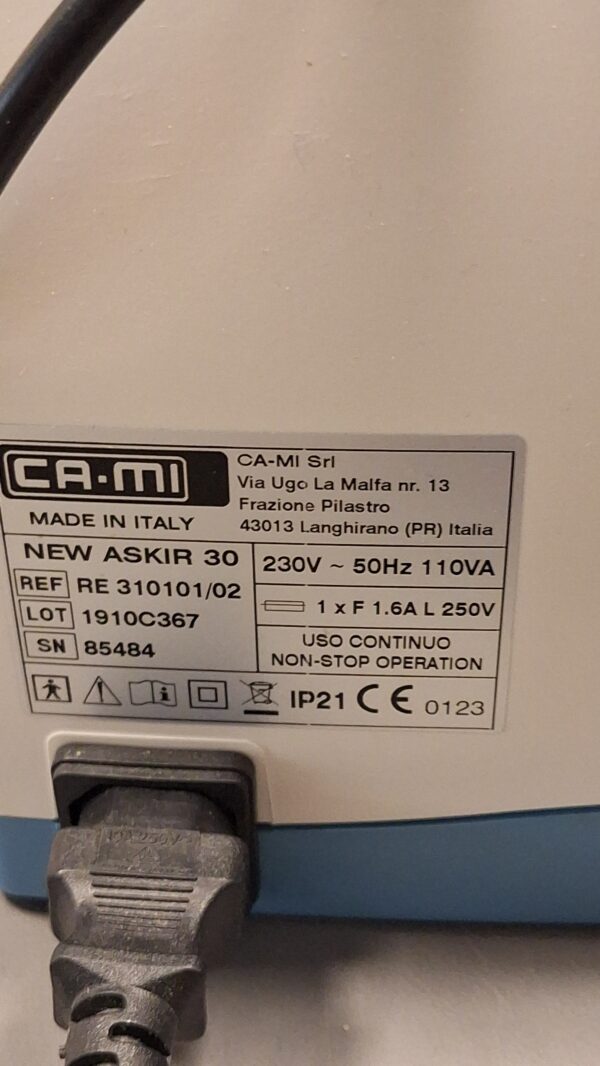 CA-MI
MADE IN ITALY
CA-MI Srl
Via Ugo La Malfa nr. 13
Frazione Pilastro
43013 Langhirano (PR) Italia
NEW ASKIR 30
REF RE 310101/02
LOT 1910C367
SN 85484
230V ~ 50Hz 110VA
1 x F 1.6A L 250V
USO CONTINUO
NON-STOP OPERATION
IP21 CE 0123
250V~